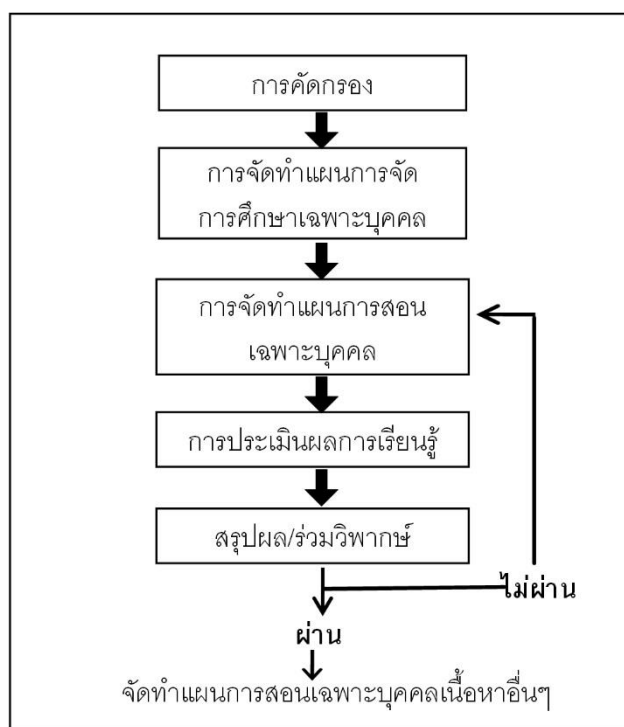 การคัดกรอง
การจัดทำแผนการจัด
การศึกษาเฉพาะบุคคล
การจัดทำแผนการสอน
เฉพาะบุคคล
การประเมินผลการเรียนรู้
สรุปผล/ร่วมวิพากษ์
ไม่ผ่าน
ผ่าน
จัดทำแผนการสอนเฉพาะบุคคลเนื้อหาอื่นๆ